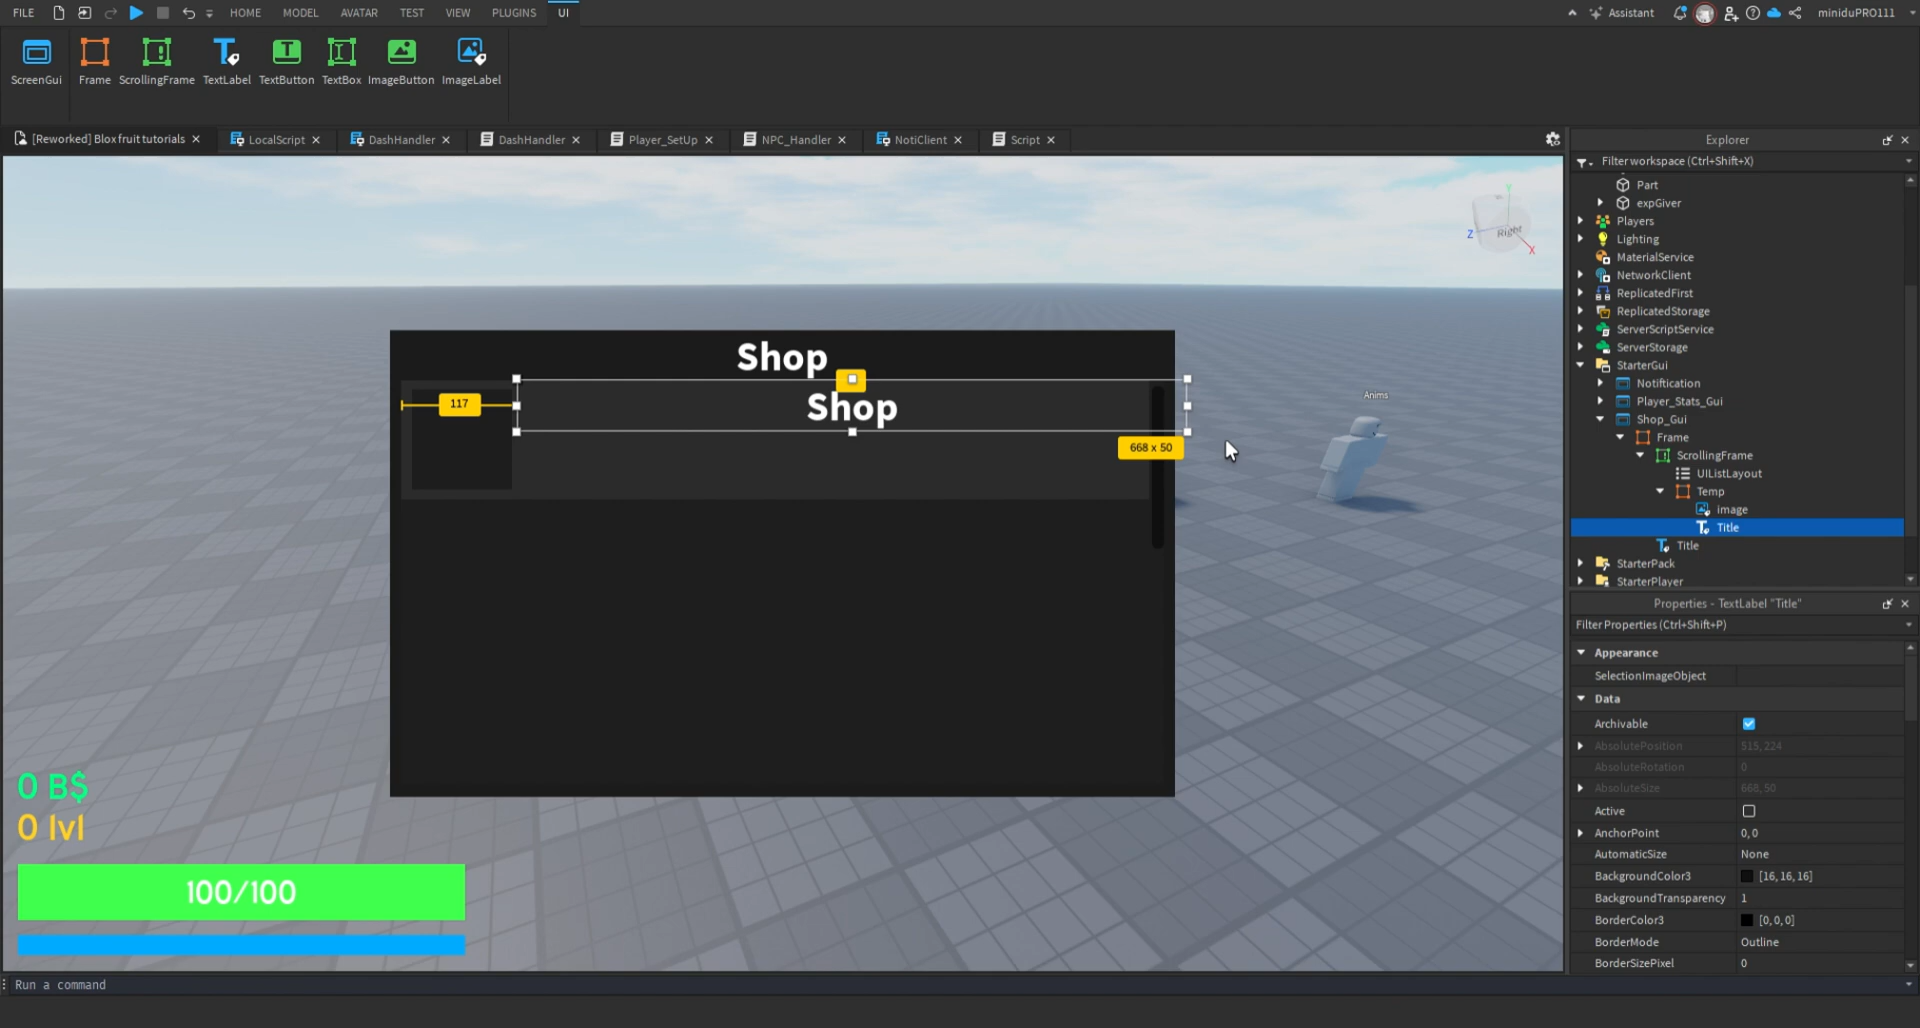 FILE HOME MODEL AVATAR TEST VIEW PLUGINS UI Assistant miniduPRO111
ScreenGui Frame ScrollingFrame TextLabel TextButton TextBox ImageButton ImageLabel
[Reworked] Blox fruit tutorials LocalScript DashHandler DashHandler Player_SetUp NPC_Handler NotiClient Script
Explorer
Filter workspace (Ctrl+Shift+X)
Part
expGiver
Players
Lighting
MaterialService
NetworkClient
ReplicatedFirst
ReplicatedStorage
ServerScriptService
ServerStorage
StarterGui
Notiftication
Player_Stats_Gui
Shop_Gui
Frame
ScrollingFrame
UIListLayout
Temp
image
Title
Title
StarterPack
StarterPlayer
Y
Z
Right
X
Shop
Anims
117
Shop
668 x 50
0 B$
0 lvl
100/100
Properties - TextLabel "Title"
Filter Properties (Ctrl+Shift+P)
Appearance
SelectionImageObject
Data
Archivable
AbsolutePosition 515, 224
AbsoluteRotation 0
AbsoluteSize 668, 50
Active
AnchorPoint 0, 0
AutomaticSize None
BackgroundColor3 [16, 16, 16]
BackgroundTransparency 1
BorderColor3 [0, 0, 0]
BorderMode Outline
BorderSizePixel 0
Run a command